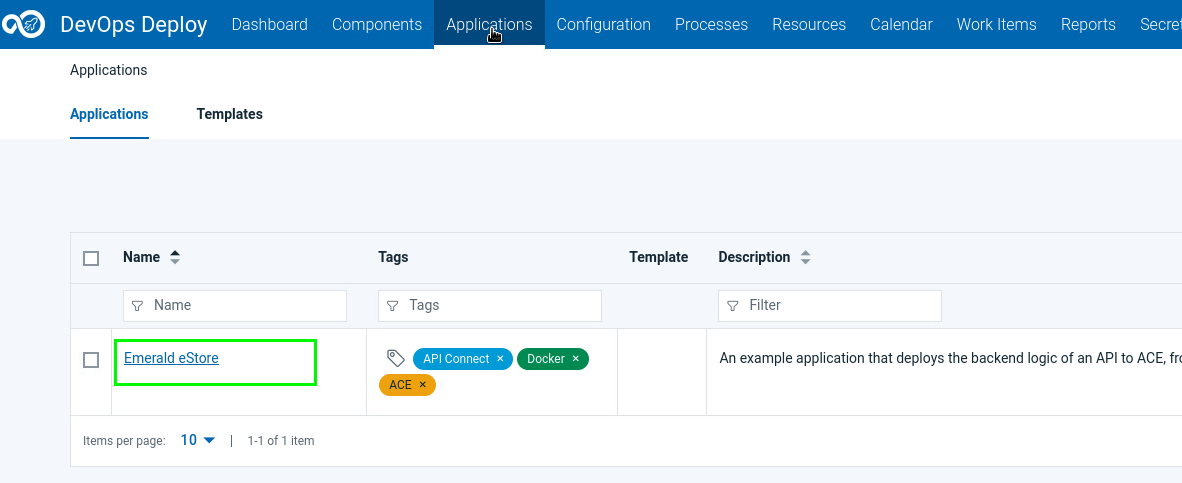 DevOps Deploy Dashboard Components Applications Configuration Processes Resources Calendar Work Items Reports
Applications
Applications Templates
Name Tags Template Description
Name Tags Filter
Emerald eStore API Connect × Docker × An example application that deploys the backend logic of an API to ACE,
ACE ×
Items per page: 10 | 1-1 of 1 item